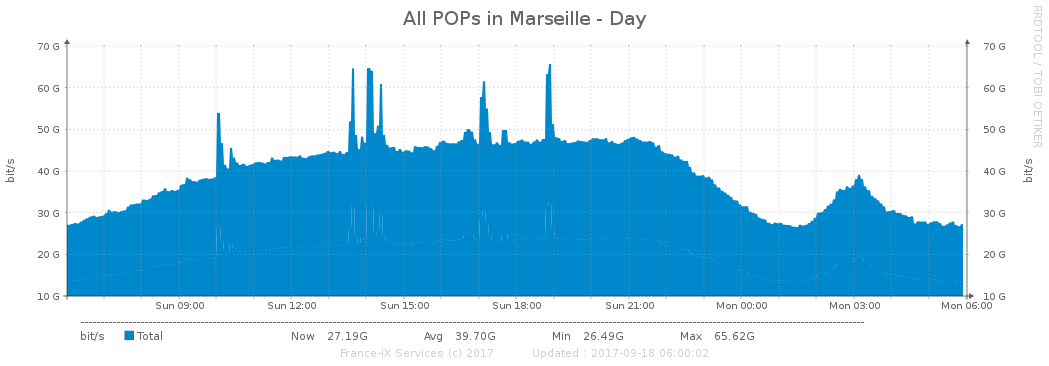 All POPs in Marseille - Day
RRDTOOL / TOBI OETIKER
70 G 70 G
60 G 60 G
50 G 50 G
40 G 40 G
30 G 30 G
20 G 20 G
10 G 10 G
bit/s bit/s
Sun 09:00 Sun 12:00 Sun 15:00 Sun 18:00 Sun 21:00 Mon 00:00 Mon 03:00 Mon 06:00
bit/s Total Now 27.19G Avg 39.70G Min 26.49G Max 65.62G
France-IX Services (c) 2017 Updated : 2017-09-18 06:00:02